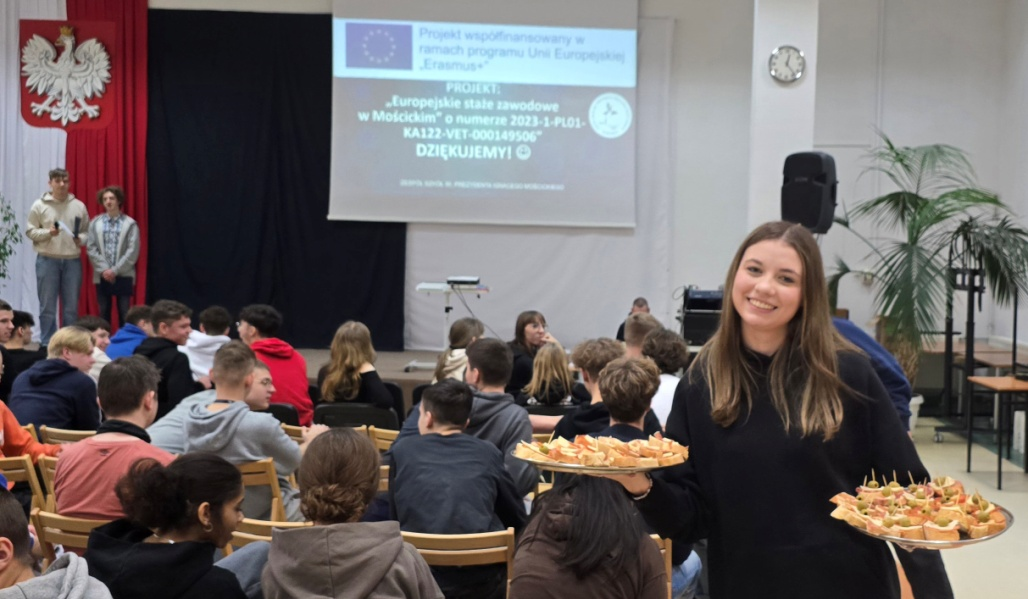 Projekt współfinansowany w
ramach programu Unii Europejskiej
„Erasmus+”
PROJEKT:
„Europejskie staże zawodowe
w Mościckim” o numerze 2023-1-PL01-
KA122-VET-000149506”
DZIĘKUJEMY! ☺